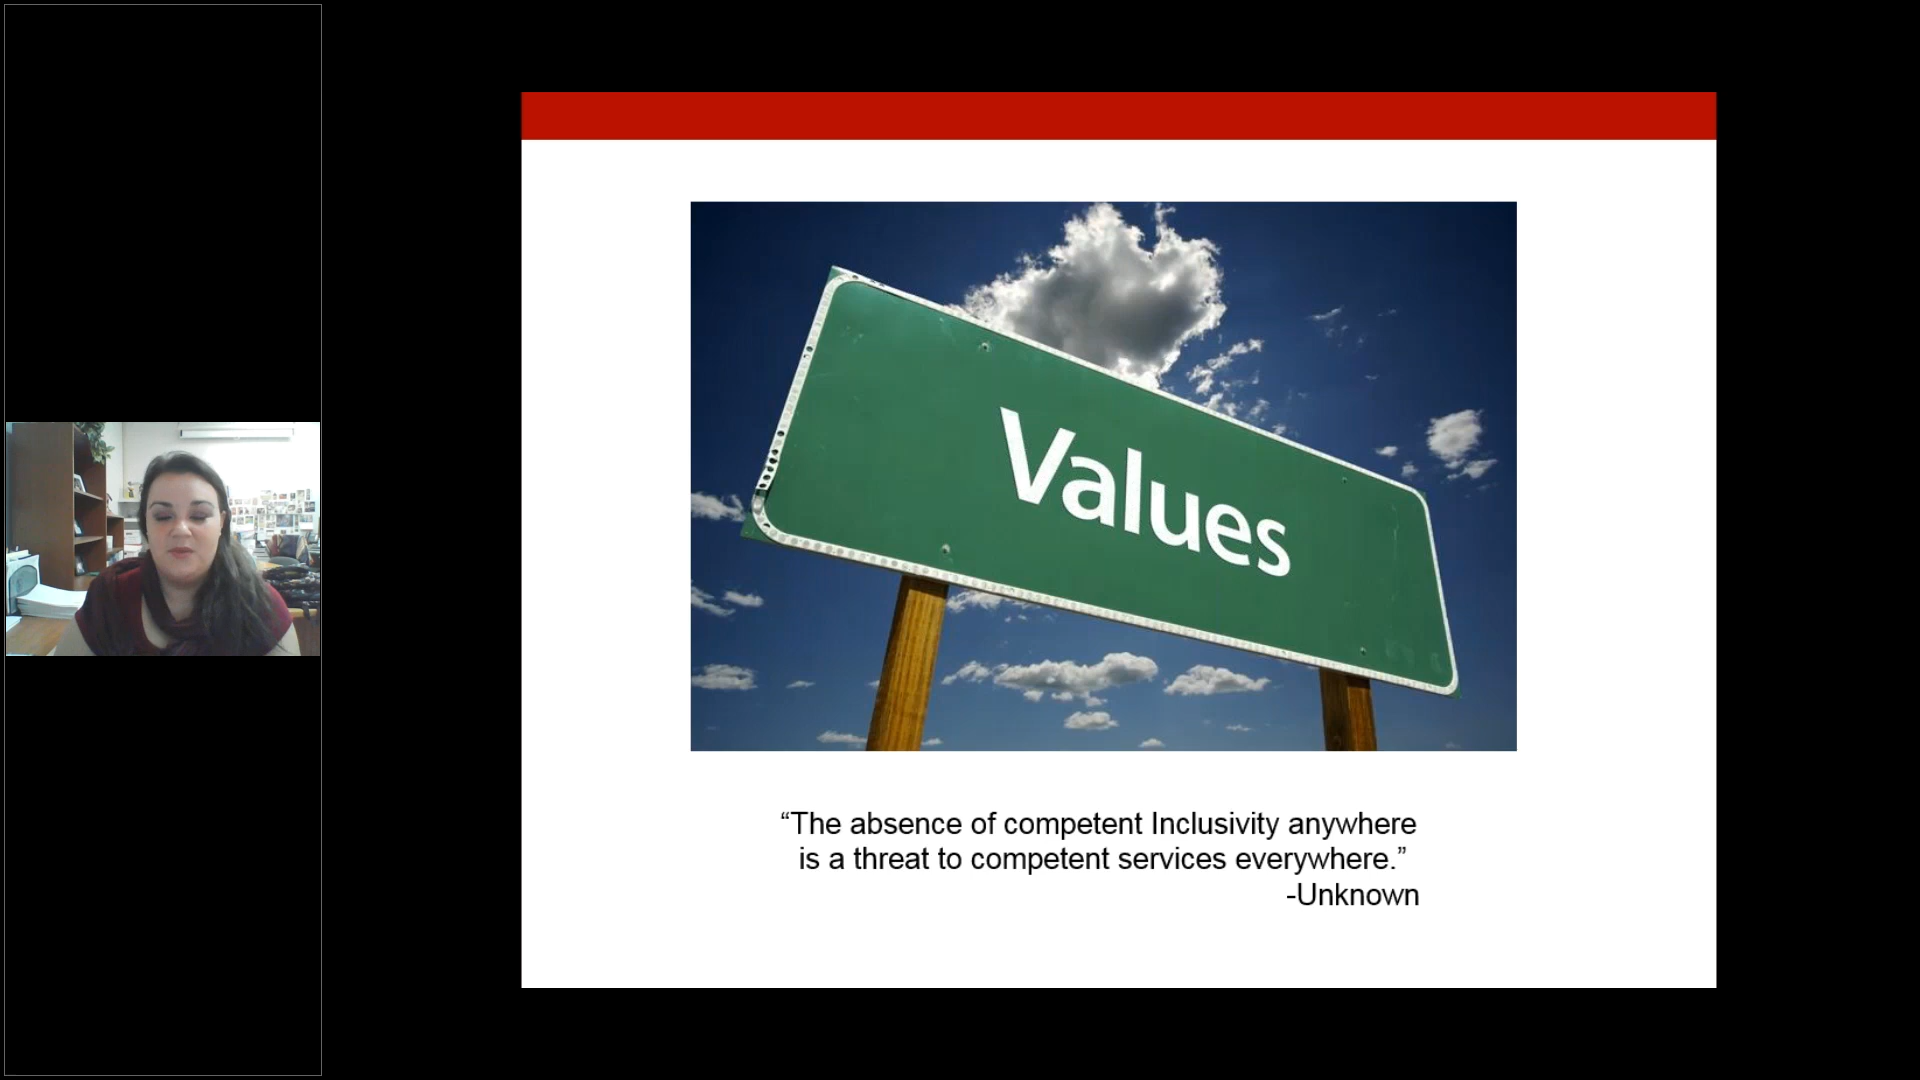 Values
“The absence of competent Inclusivity anywhere
is a threat to competent services everywhere.”
-Unknown